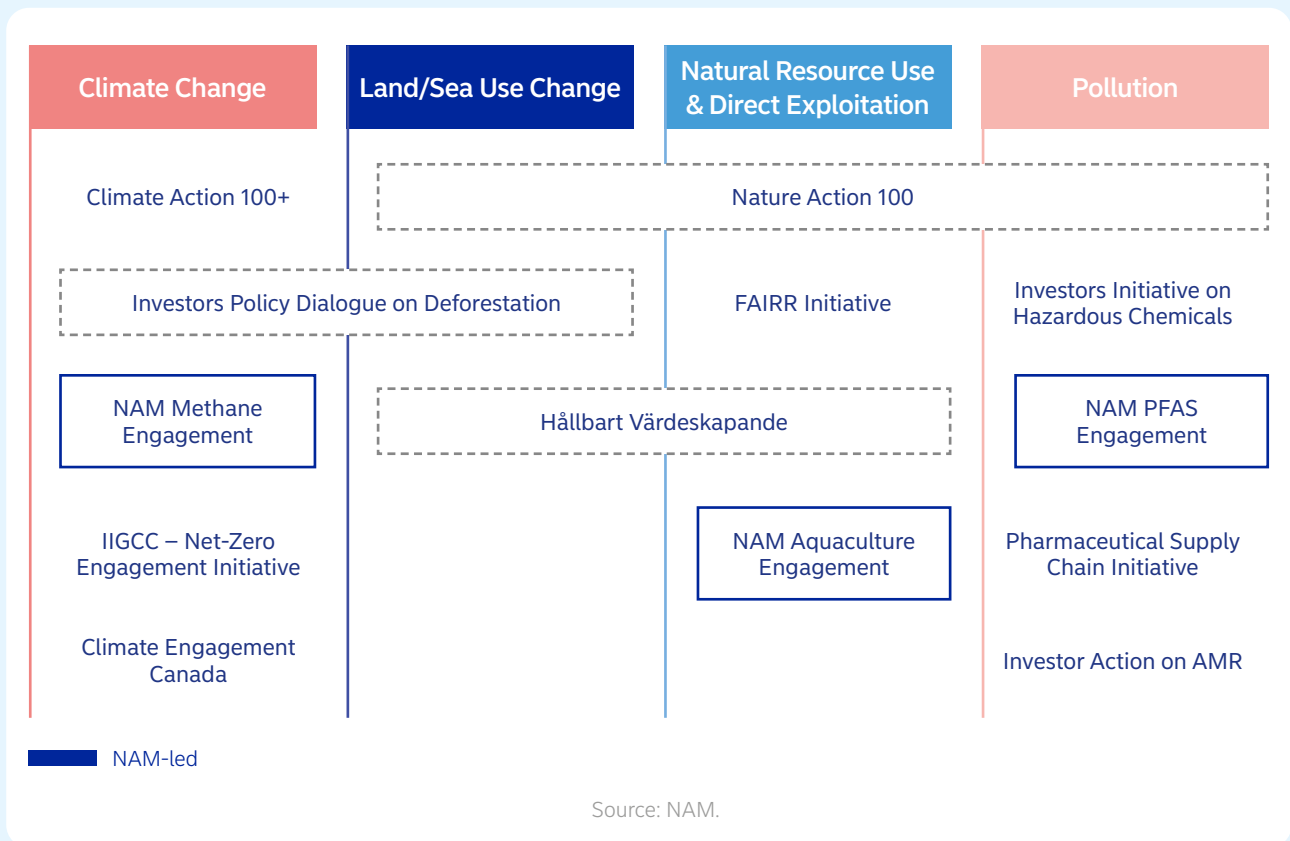 Climate Change
Land/Sea Use Change
Natural Resource Use
& Direct Exploitation
Pollution
Climate Action 100+
Nature Action 100
Investors Policy Dialogue on Deforestation
FAIRR Initiative
Investors Initiative on
Hazardous Chemicals
NAM Methane
Engagement
Hållbart Värdeskapande
NAM PFAS
Engagement
IIGCC – Net-Zero
Engagement Initiative
NAM Aquaculture
Engagement
Pharmaceutical Supply
Chain Initiative
Climate Engagement
Canada
Investor Action on AMR
NAM-led
Source: NAM.